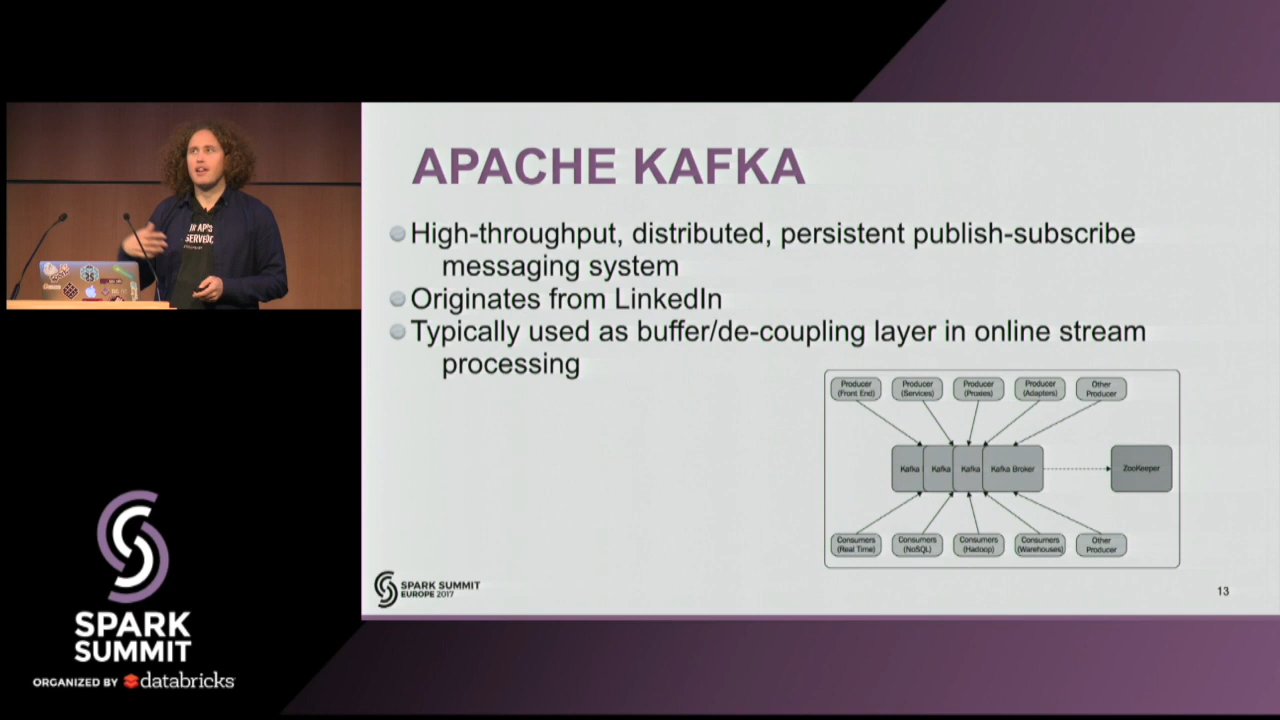 APACHE KAFKA
High-throughput, distributed, persistent publish-subscribe
messaging system
Originates from LinkedIn
Typically used as buffer/de-coupling layer in online stream
processing
Producer
(Front End)
Producer
(Services)
Producer
(Proxies)
Producer
(Adapters)
Other
Producer
Kafka
Kafka
Kafka
Kafka Broker
ZooKeeper
Consumers
(Real Time)
Consumers
(NoSQL)
Consumers
(Hadoop)
Consumers
(Warehouses)
Other
Producer
SPARK SUMMIT
EUROPE 2017
13
SPARK
SUMMIT
ORGANIZED BY databricks